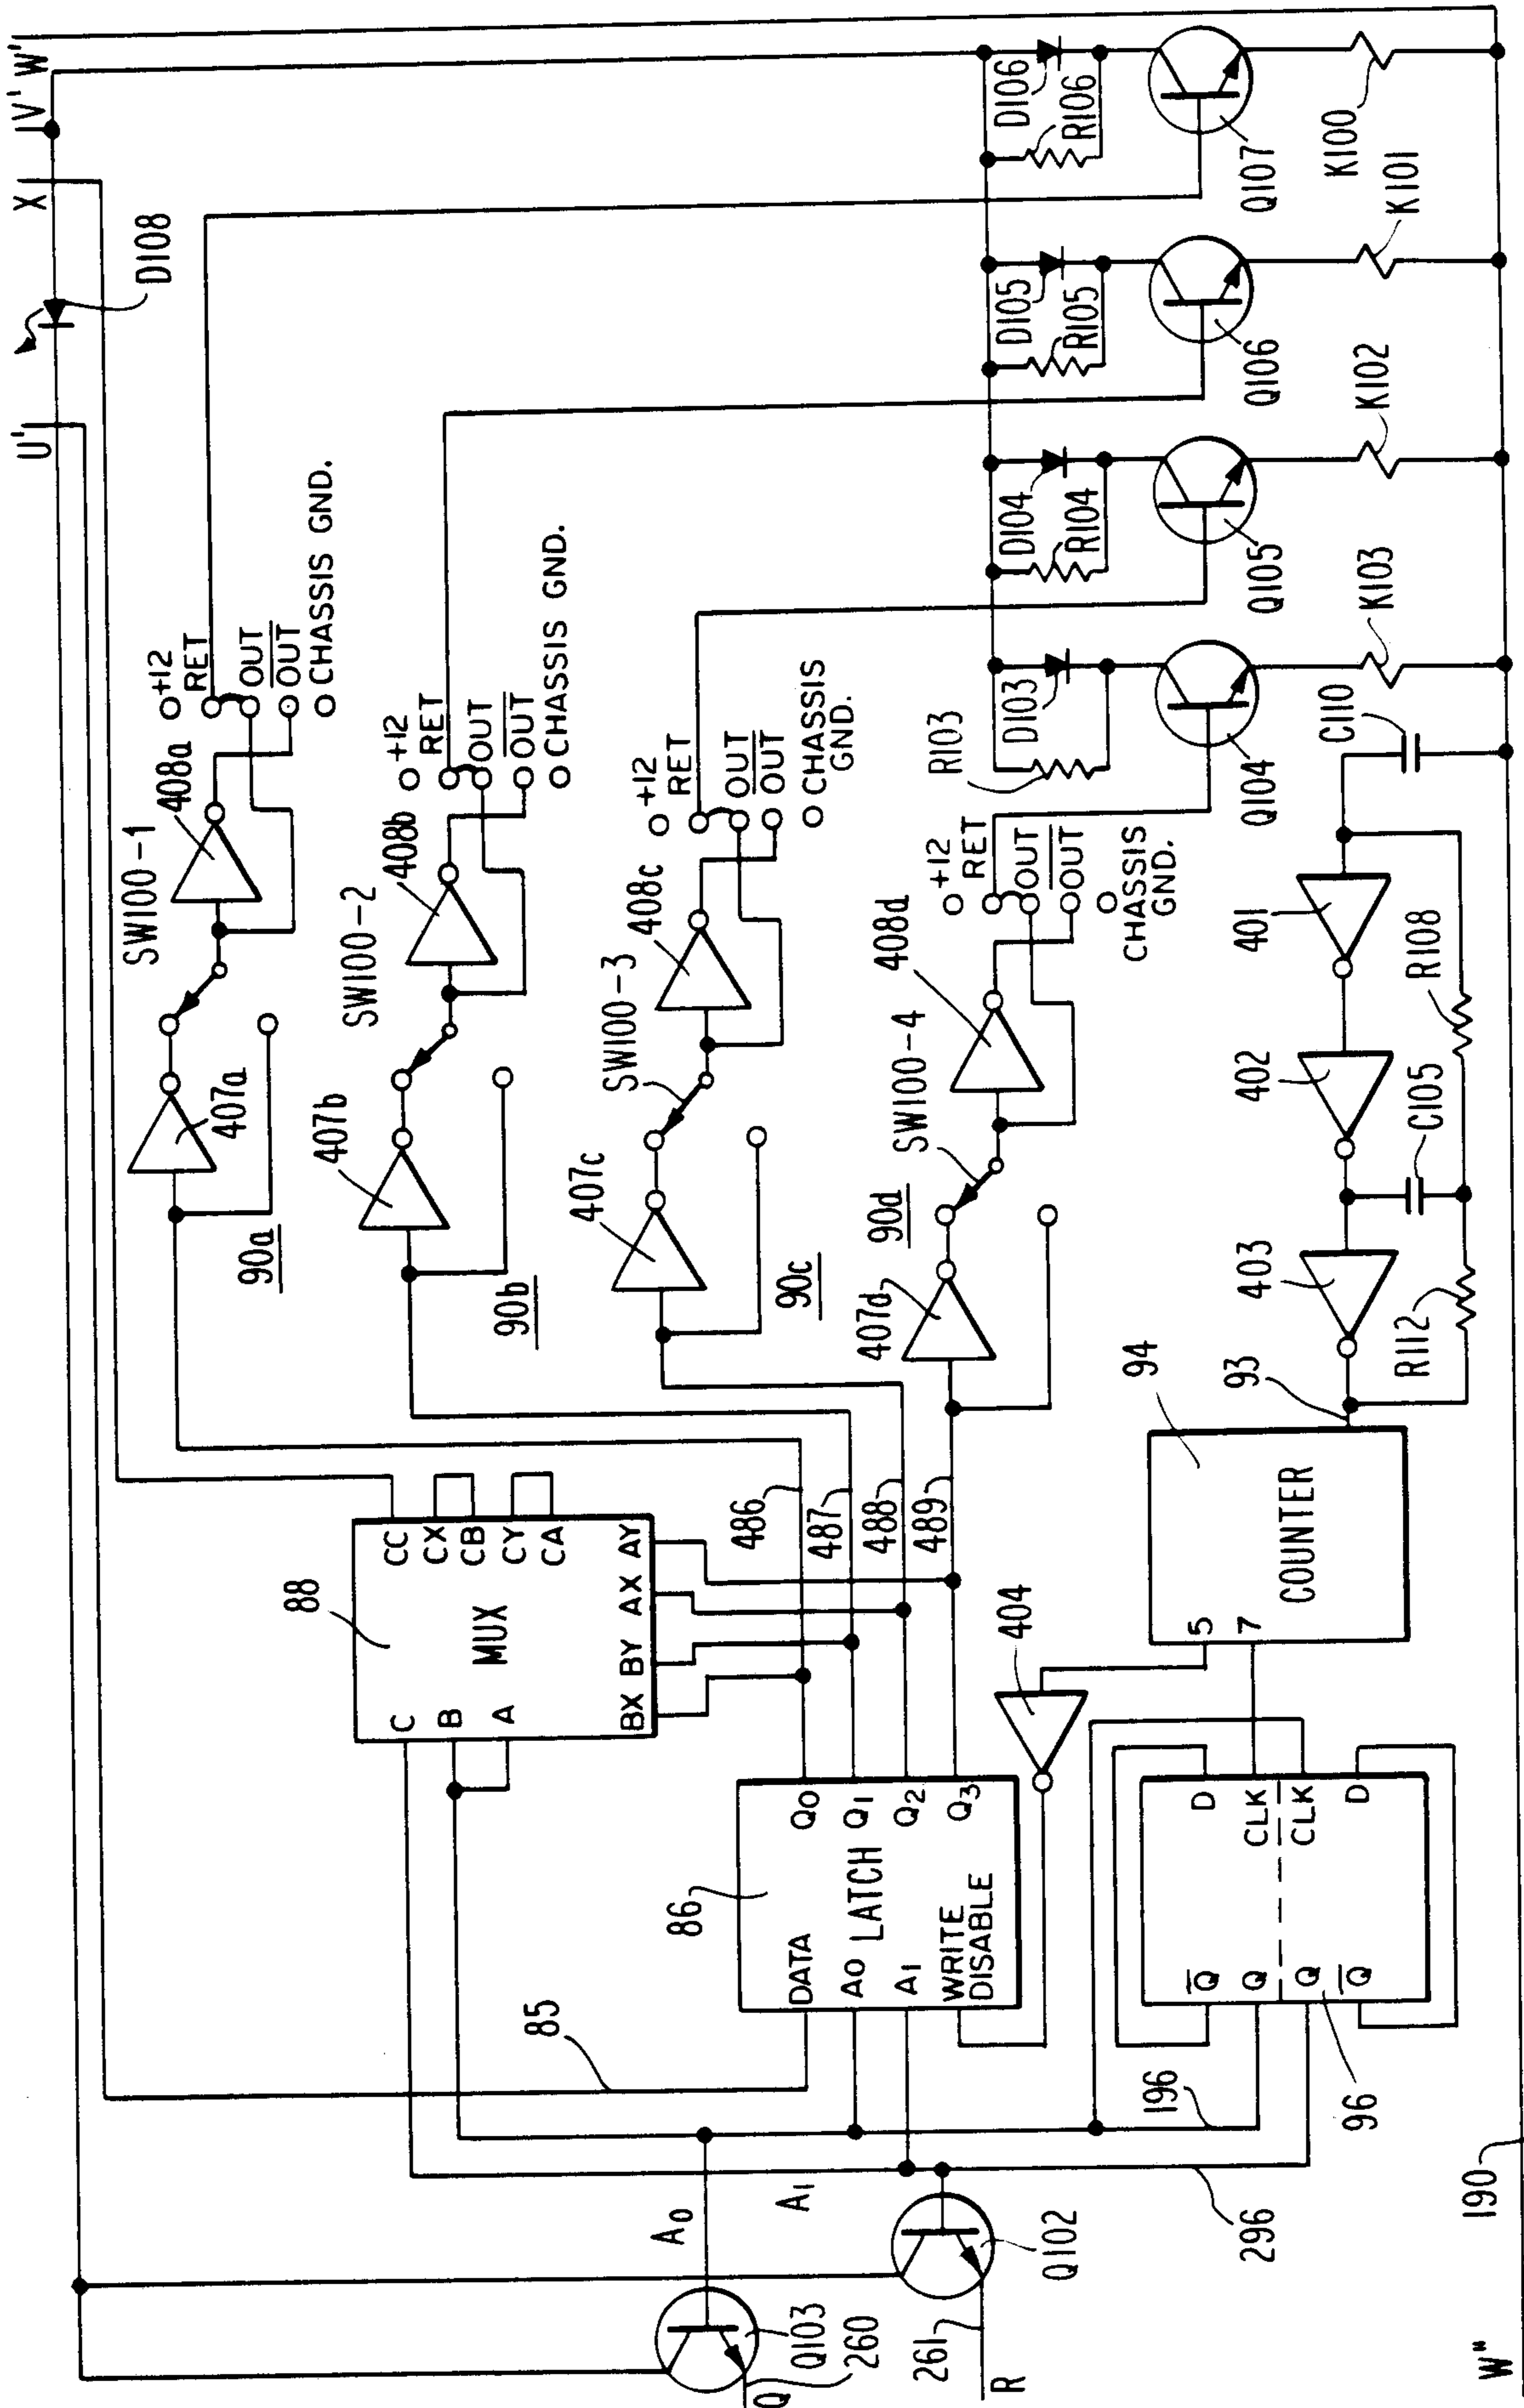 U'
X
V'
W'
D108
SW100-1
408a
+12
RET
OUT
OUT
CHASSIS GND.
407a
90a
SW100-2
408b
+12
RET
OUT
OUT
CHASSIS GND.
407b
90b
SW100-3
408c
+12
RET
OUT
OUT
CHASSIS
GND.
407c
90c
SW100-4
408d
+12
RET
OUT
OUT
CHASSIS
GND.
407d
90d
D106
R106
Q107
K100
D105
R105
Q106
K101
D104
R104
Q105
K102
R103
D103
Q104
K103
88
MUX
C
B
A
CC
CX
CB
CY
CA
BX BY AX AY
486
487
488
489
85
86
LATCH
DATA
A0
A1
WRITE
DISABLE
Q0
Q1
Q2
Q3
404
94
COUNTER
5
7
93
401
402
403
C110
R108
C105
R112
Q
Q
Q
Q
D
CLK
CLK
D
96
196
296
A0
A1
Q103
260
Q
Q102
261
R
190
W"